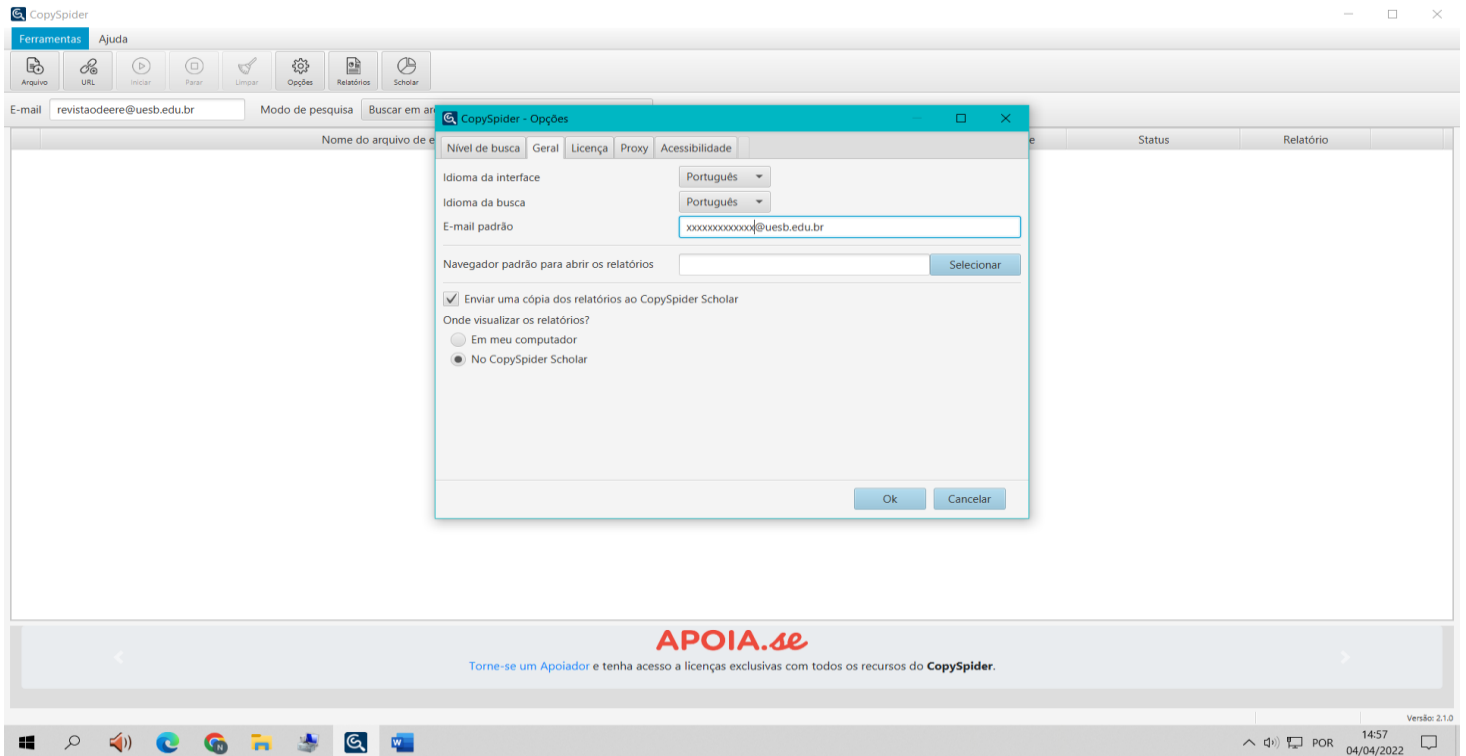 CopySpider
Ferramentas Ajuda
Arquivo URL Iniciar Parar Limpar Opções Relatórios Scholar
E-mail revistaodeere@uesb.edu.br Modo de pesquisa Buscar em ar
CopySpider - Opções
Nome do arquivo de e Status Relatório
Nível de busca Geral Licença Proxy Acessibilidade
Idioma da interface Português
Idioma da busca Português
E-mail padrão xxxxxxxxxxxxx@uesb.edu.br
Navegador padrão para abrir os relatórios Selecionar
Enviar uma cópia dos relatórios ao CopySpider Scholar
Onde visualizar os relatórios?
Em meu computador
No CopySpider Scholar
Ok Cancelar
APOIA.se
Torne-se um Apoiador e tenha acesso a licenças exclusivas com todos os recursos do CopySpider.
Versão: 2.1.0
POR 14:57
04/04/2022